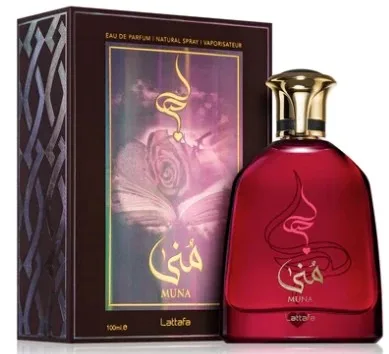 EAU DE PARFUM | NATURAL SPRAY | VAPORISATEUR
مُنى
MUNA
100ml.e
Lattafa
مُنى
MUNA
Lattafa